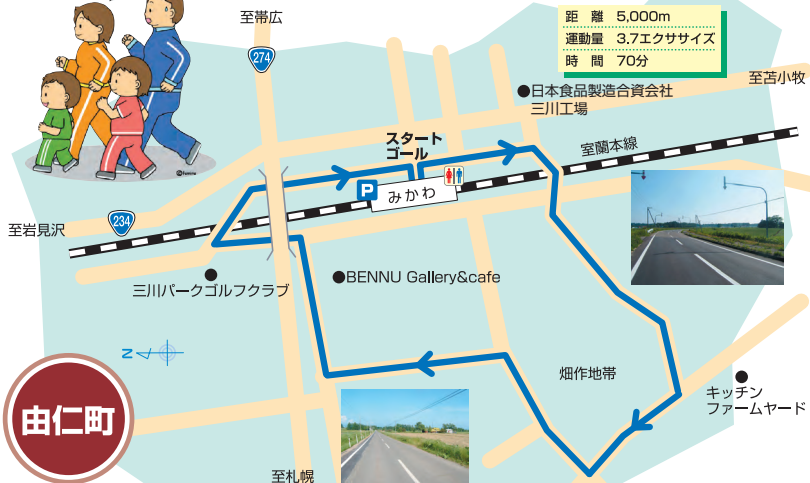 至帯広
274
距離 5,000m
運動量 3.7エクササイズ
時間 70分
至苫小牧
日本食品製造合資会社
三川工場
スタート
ゴール
室蘭本線
P
みかわ
234
至岩見沢
三川パークゴルフクラブ
BENNU Gallery&cafe
N
畑作地帯
キッチン
ファームヤード
由仁町
至札幌